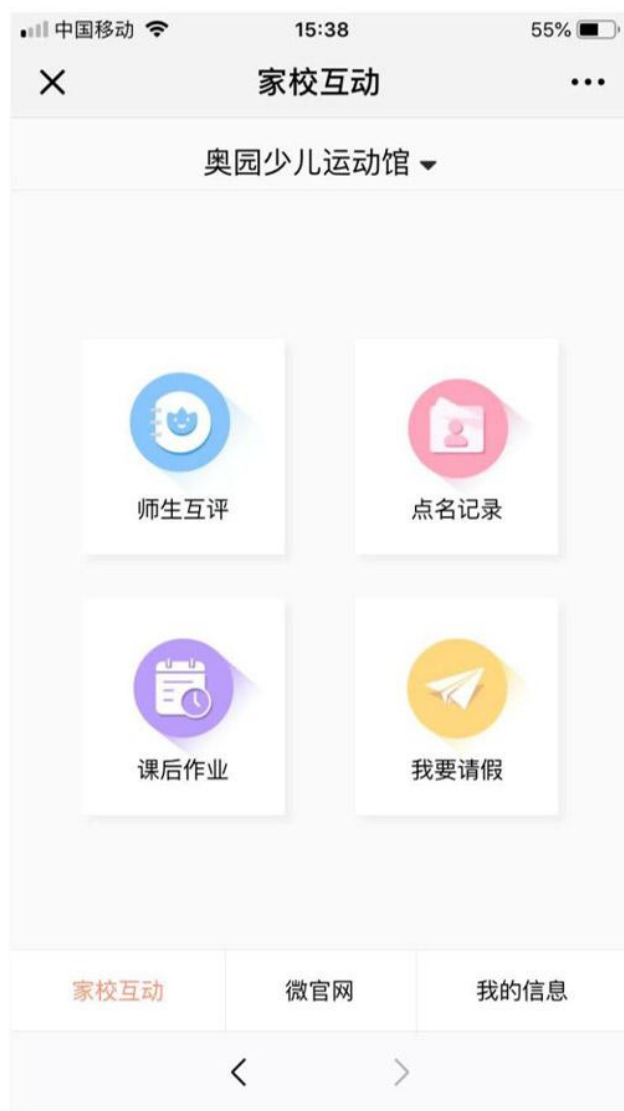 中国移动 15:38 55%
家校互动
奥园少儿运动馆
师生互评 点名记录
课后作业 我要请假
家校互动 微官网 我的信息